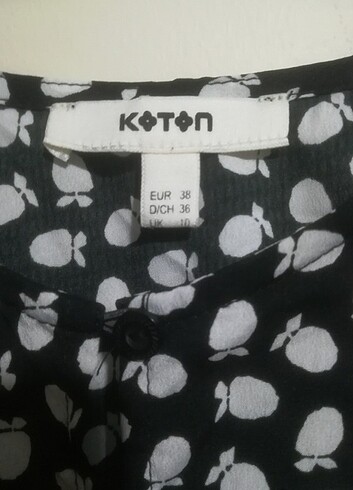 KOTON
EUR 38
D/CH 36
UK 10